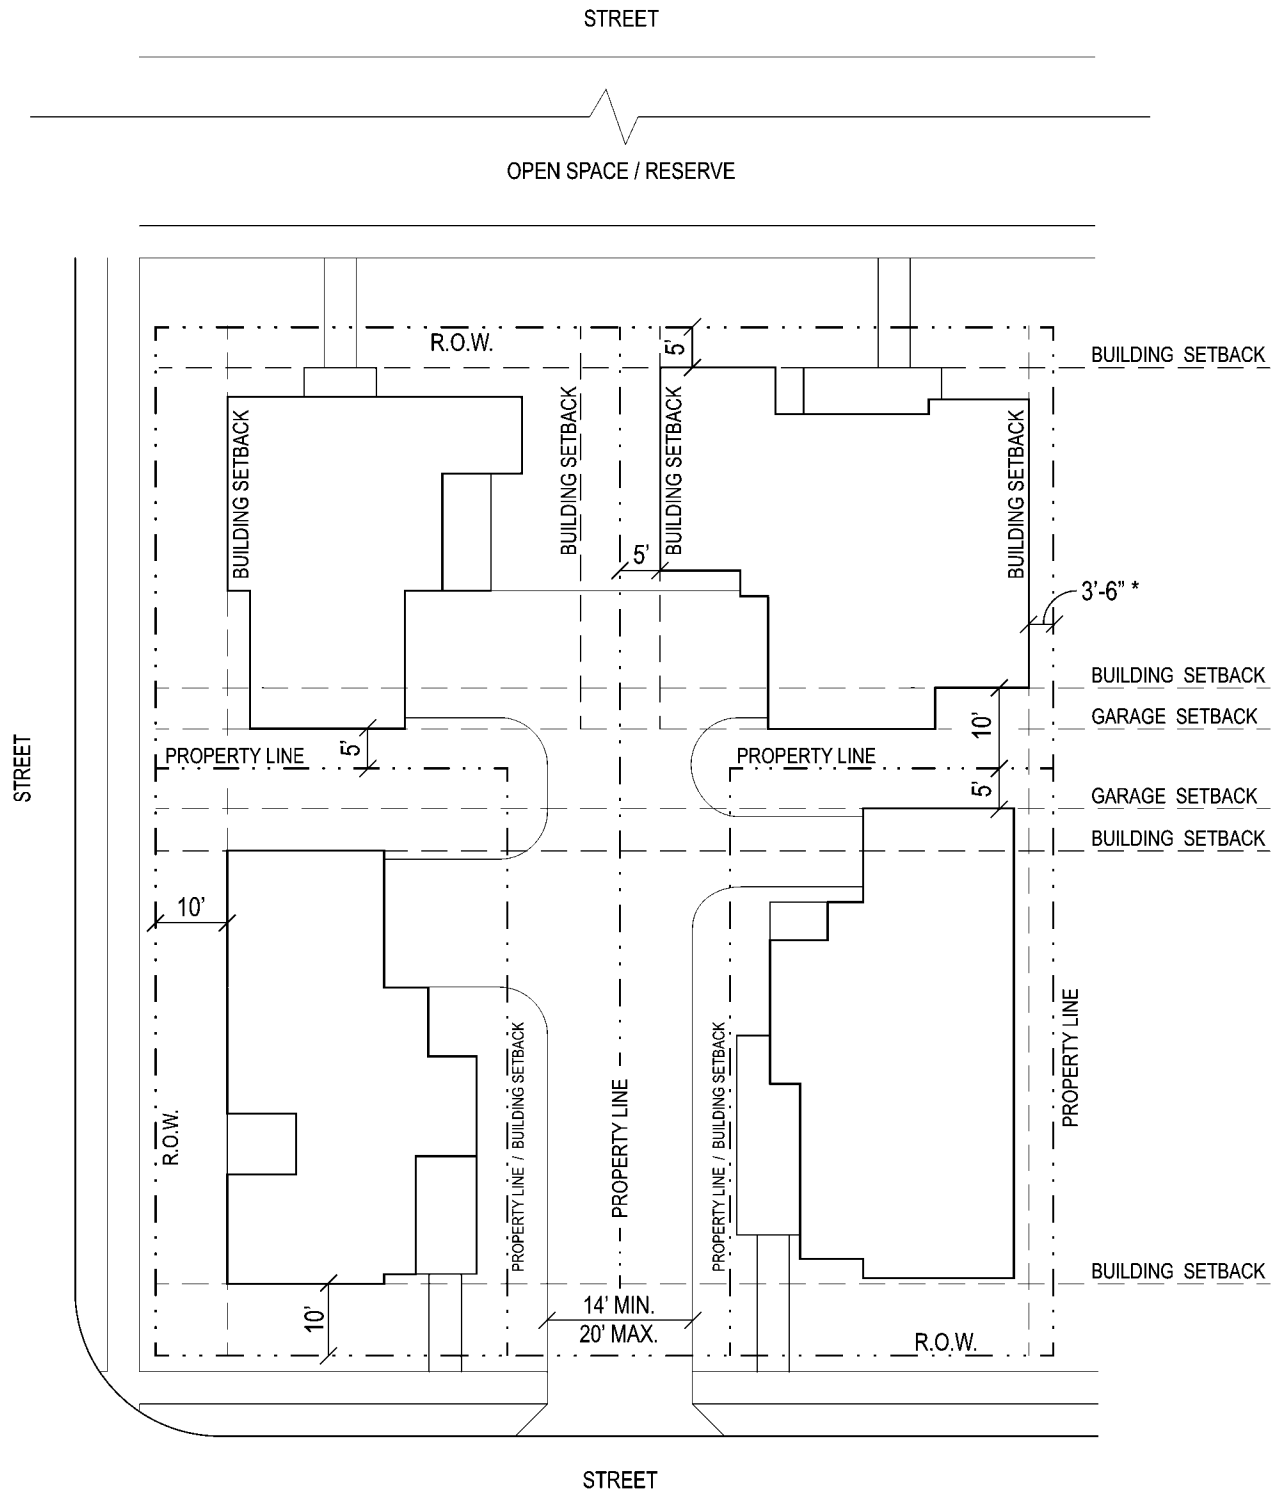 STREET
OPEN SPACE / RESERVE
R.O.W.
5'
BUILDING SETBACK
BUILDING SETBACK
BUILDING SETBACK
BUILDING SETBACK
BUILDING SETBACK
5'
3'-6" *
BUILDING SETBACK
GARAGE SETBACK
10'
5'
PROPERTY LINE
PROPERTY LINE
STREET
5'
GARAGE SETBACK
BUILDING SETBACK
10'
PROPERTY LINE / BUILDING SETBACK
PROPERTY LINE
PROPERTY LINE / BUILDING SETBACK
PROPERTY LINE
R.O.W.
BUILDING SETBACK
10'
14' MIN.
20' MAX.
R.O.W.
STREET